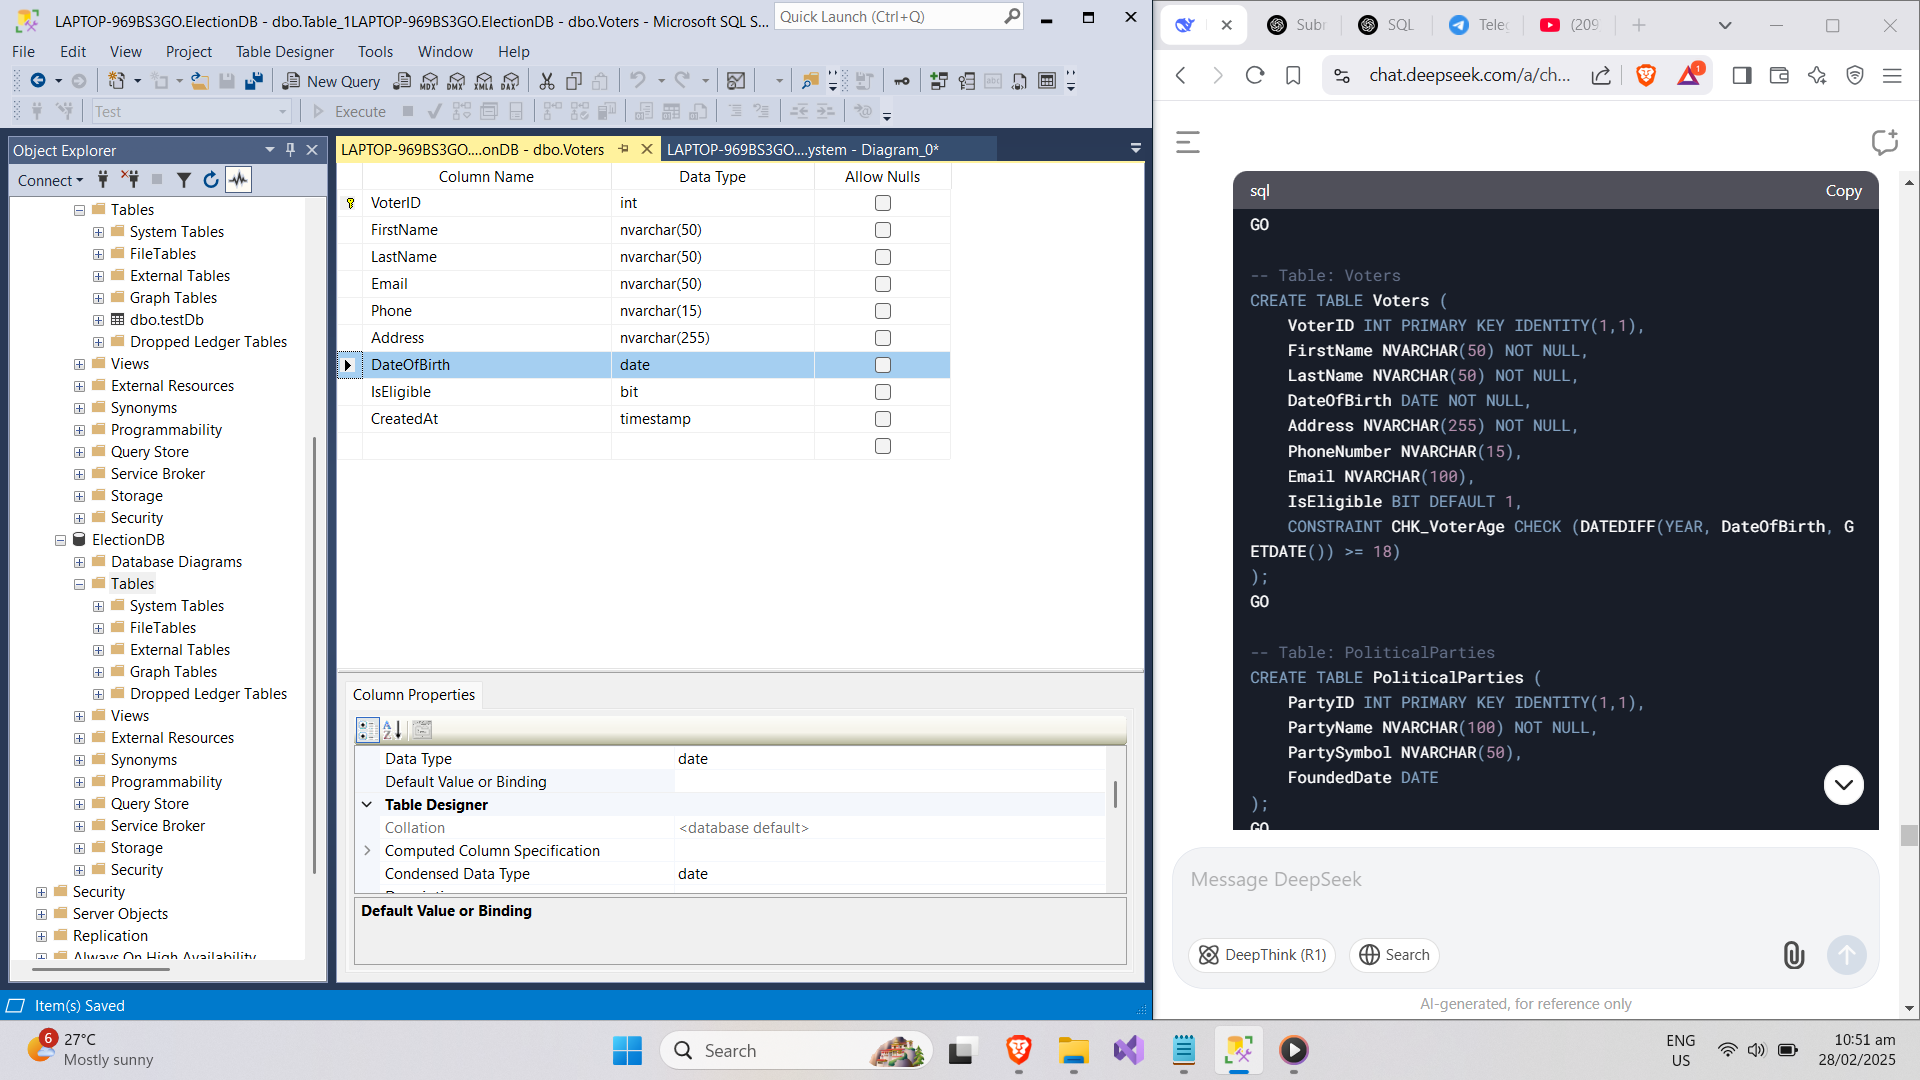 LAPTOP-969BS3GO.ElectionDB - dbo.Table_1LAPTOP-969BS3GO.ElectionDB - dbo.Voters - Microsoft SQL S...
Quick Launch (Ctrl+Q)
File Edit View Project Table Designer Tools Window Help
New Query
MDX DMX XMLA DAX
Test
Execute
Object Explorer
Connect
Tables
System Tables
FileTables
External Tables
Graph Tables
dbo.testDb
Dropped Ledger Tables
Views
External Resources
Synonyms
Programmability
Query Store
Service Broker
Storage
Security
ElectionDB
Database Diagrams
Tables
System Tables
FileTables
External Tables
Graph Tables
Dropped Ledger Tables
Views
External Resources
Synonyms
Programmability
Query Store
Service Broker
Storage
Security
Security
Server Objects
Replication
Always On High Availability
LAPTOP-969BS3GO....onDB - dbo.Voters
LAPTOP-969BS3GO....ystem - Diagram_0*
Column Name Data Type Allow Nulls
VoterID int
FirstName nvarchar(50)
LastName nvarchar(50)
Email nvarchar(50)
Phone nvarchar(15)
Address nvarchar(255)
DateOfBirth date
IsEligible bit
CreatedAt timestamp
Column Properties
Data Type date
Default Value or Binding
Table Designer
Collation <database default>
Computed Column Specification
Condensed Data Type date
Default Value or Binding
Item(s) Saved
Sub
SQL
Tele
(209
chat.deepseek.com/a/ch...
1
sql Copy
GO
-- Table: Voters
CREATE TABLE Voters (
VoterID INT PRIMARY KEY IDENTITY(1,1),
FirstName NVARCHAR(50) NOT NULL,
LastName NVARCHAR(50) NOT NULL,
DateOfBirth DATE NOT NULL,
Address NVARCHAR(255) NOT NULL,
PhoneNumber NVARCHAR(15),
Email NVARCHAR(100),
IsEligible BIT DEFAULT 1,
CONSTRAINT CHK_VoterAge CHECK (DATEDIFF(YEAR, DateOfBirth, G
ETDATE()) >= 18)
);
GO
-- Table: PoliticalParties
CREATE TABLE PoliticalParties (
PartyID INT PRIMARY KEY IDENTITY(1,1),
PartyName NVARCHAR(100) NOT NULL,
PartySymbol NVARCHAR(50),
FoundedDate DATE
);
GO
Message DeepSeek
DeepThink (R1)
Search
AI-generated, for reference only
6
27°C
Mostly sunny
Search
ENG
US
10:51 am
28/02/2025